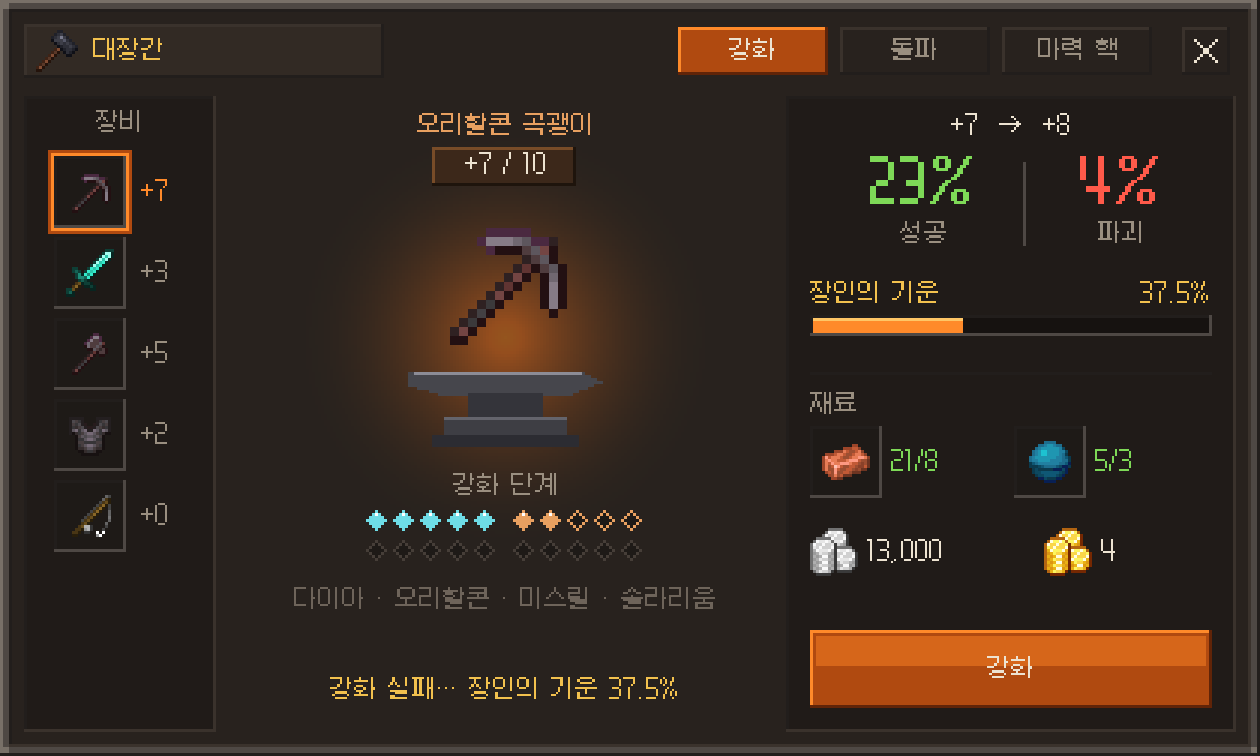 대장간
강화
돌파
마력 핵
장비
+7
+3
+5
+2
+0
오리할콘 곡괭이
+7 / 10
강화 단계
다이아 · 오리할콘 · 미스릴 · 솔라리움
강화 실패… 장인의 기운 37.5%
+7 → +8
23%
성공
4%
파괴
장인의 기운
37.5%
재료
21/8
5/3
13,000
4
강화